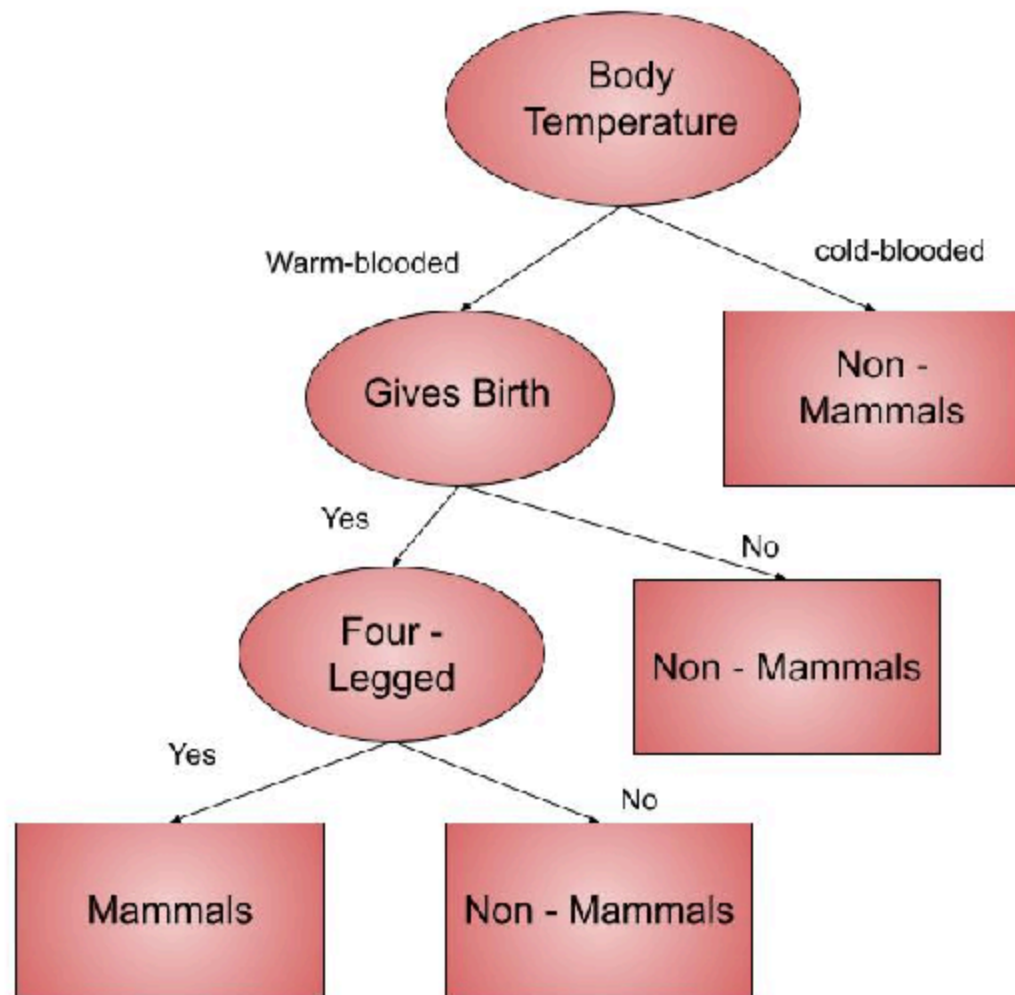 Body
Temperature
Warm-blooded
cold-blooded
Gives Birth
Non -
Mammals
Yes
No
Four -
Legged
Non - Mammals
Yes
No
Mammals
Non - Mammals